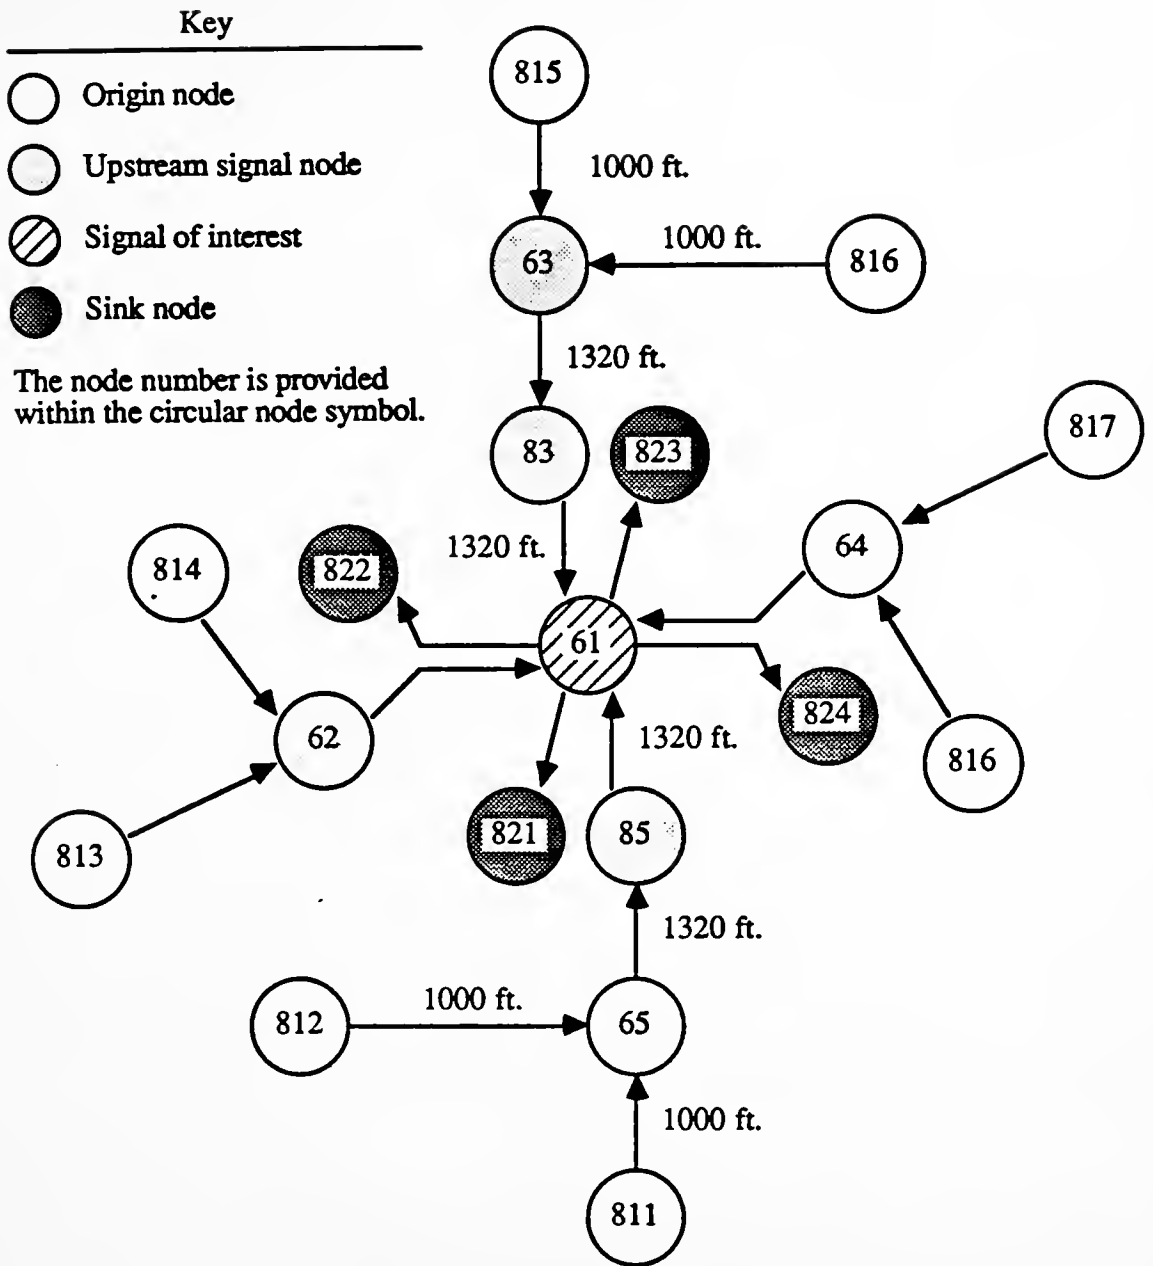 Key
Origin node
Upstream signal node
Signal of interest
Sink node
The node number is provided
within the circular node symbol.
815
1000 ft.
63
1000 ft.
816
1320 ft.
83
823
817
1320 ft.
64
814
822
61
62
824
1320 ft.
816
813
821
85
1320 ft.
812
1000 ft.
65
1000 ft.
811